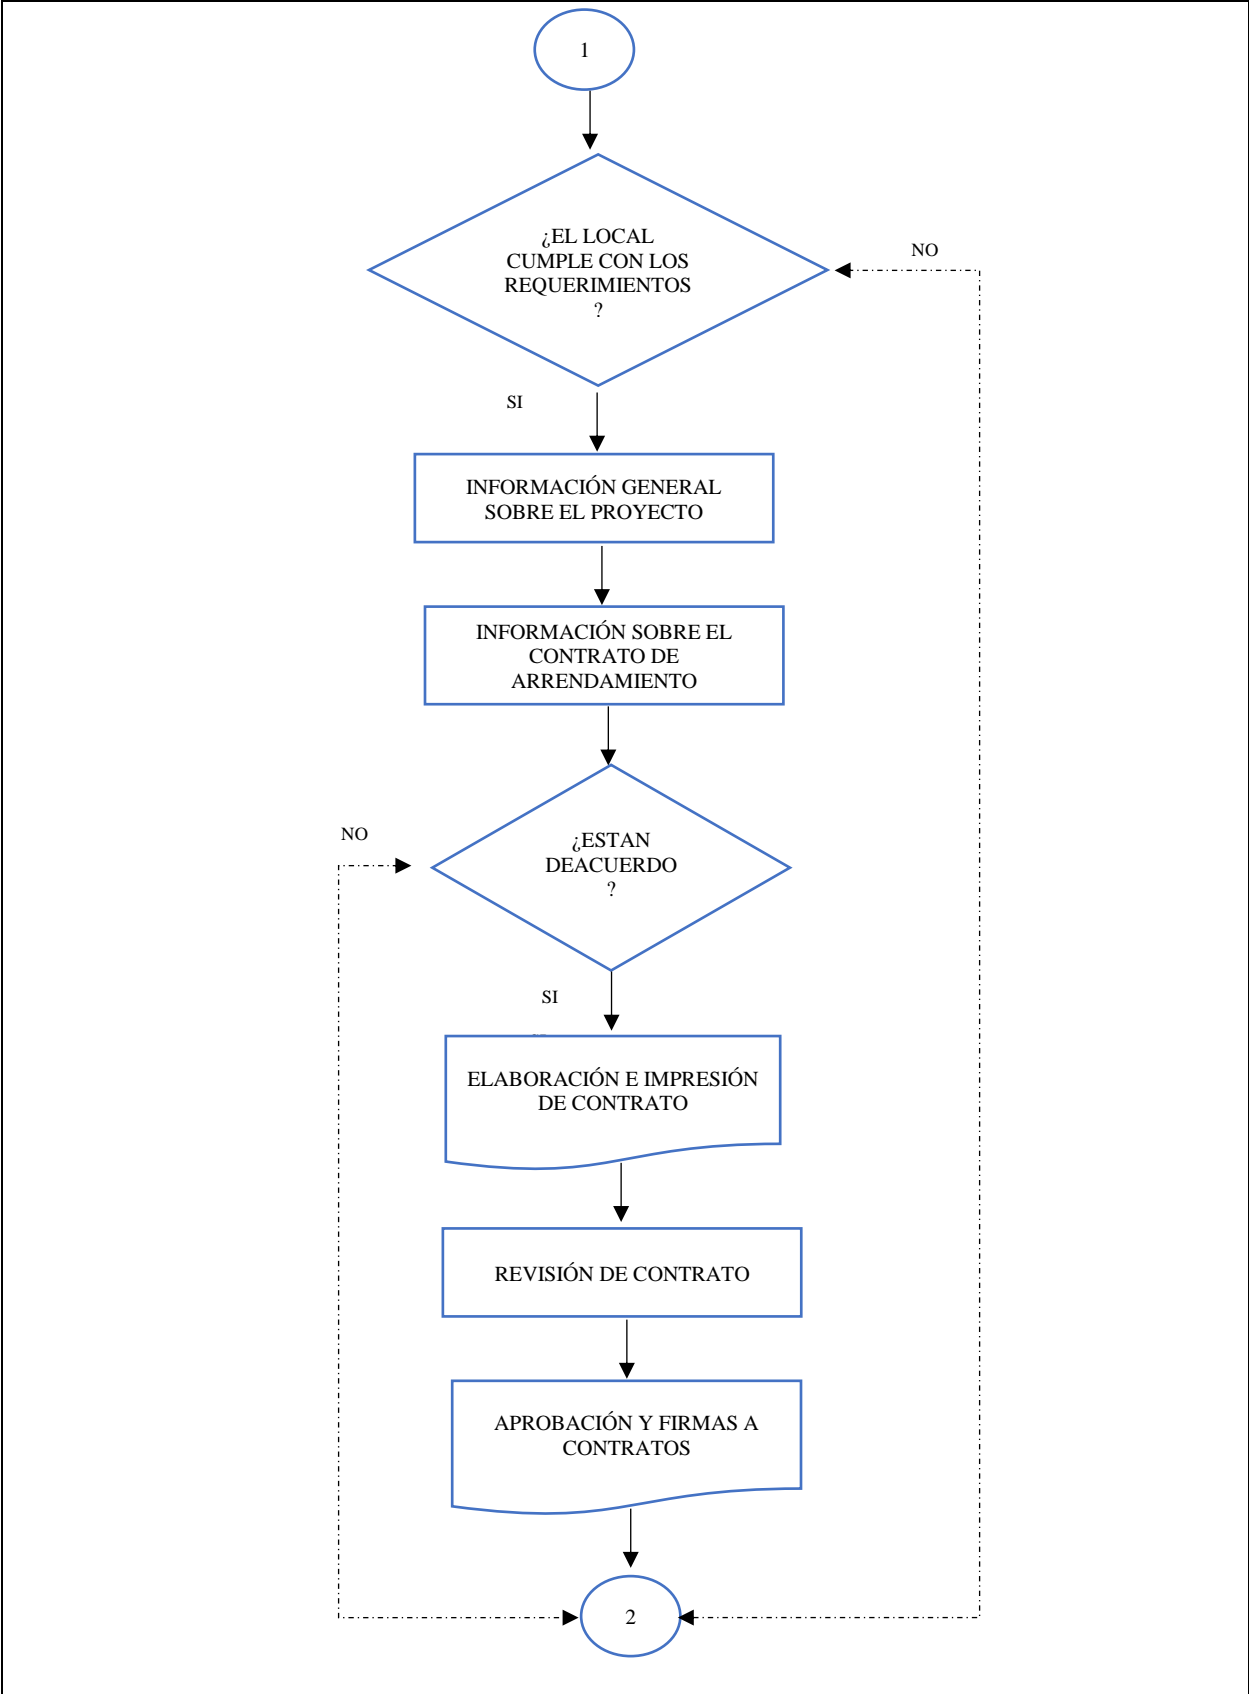 1
¿EL LOCAL
CUMPLE CON LOS
REQUERIMIENTOS
?
NO
SI
INFORMACIÓN GENERAL
SOBRE EL PROYECTO
INFORMACIÓN SOBRE EL
CONTRATO DE
ARRENDAMIENTO
NO
¿ESTAN
DEACUERDO
?
SI
ELABORACIÓN E IMPRESIÓN
DE CONTRATO
REVISIÓN DE CONTRATO
APROBACIÓN Y FIRMAS A
CONTRATOS
2